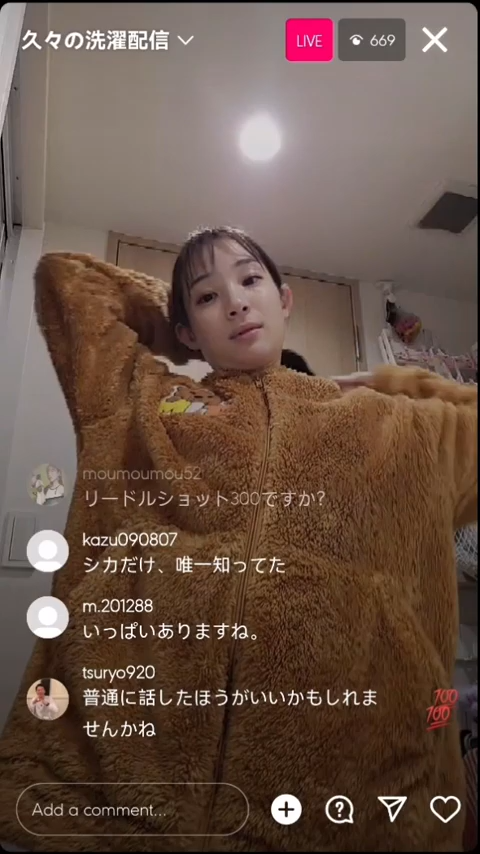 久々の洗濯配信
LIVE
669
moumoumou52
リードルショット300ですか?
kazu090807
シカだけ、唯一知ってた
m.201288
いっぱいありますね。
tsuryo920
普通に話したほうがいいかもしれま
せんかね
100
100
Add a comment...